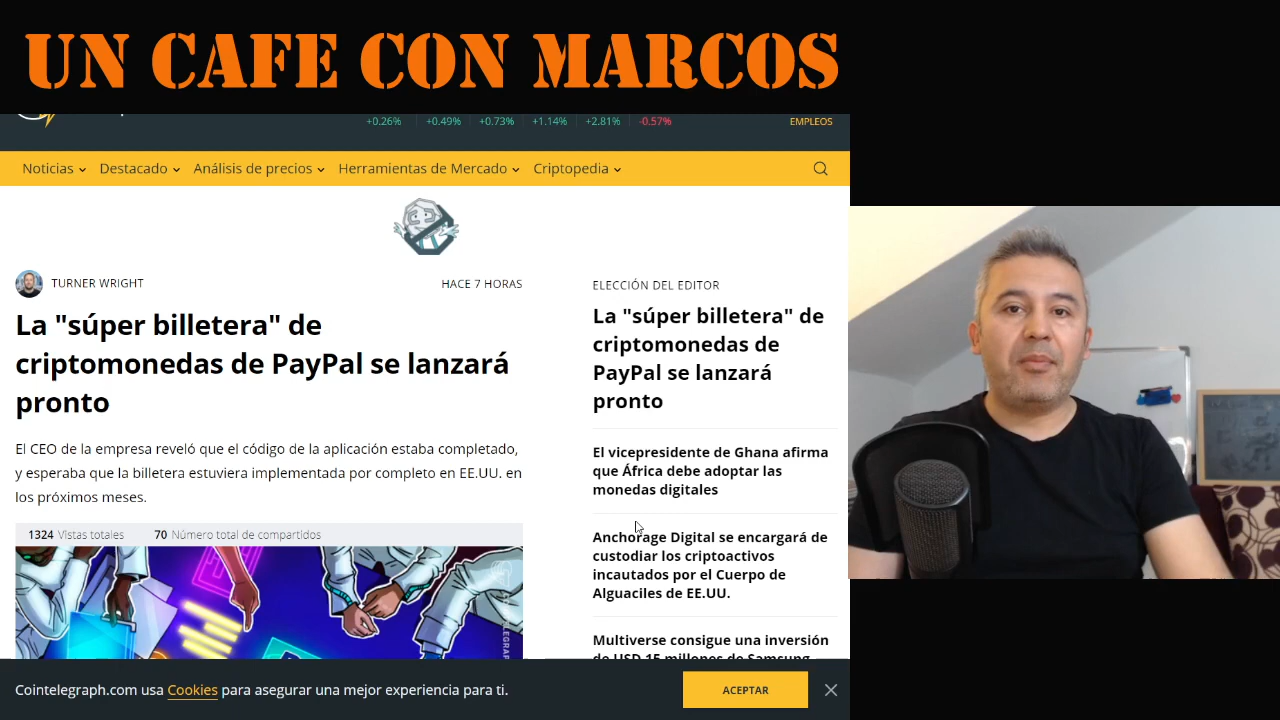 UN CAFE CON MARCOS
+0.26% +0.49% +0.73% +1.14% +2.81% -0.57% EMPLEOS
Noticias Destacado Análisis de precios Herramientas de Mercado Criptopedia
TURNER WRIGHT HACE 7 HORAS
La "súper billetera" de
criptomonedas de PayPal se lanzará
pronto
El CEO de la empresa reveló que el código de la aplicación estaba completado,
y esperaba que la billetera estuviera implementada por completo en EE.UU. en
los próximos meses.
1324 Vistas totales 70 Número total de compartidos
ELECCIÓN DEL EDITOR
La "súper billetera" de
criptomonedas de
PayPal se lanzará
pronto
El vicepresidente de Ghana afirma
que África debe adoptar las
monedas digitales
Anchorage Digital se encargará de
custodiar los criptoactivos
incautados por el Cuerpo de
Alguaciles de EE.UU.
Multiverse consigue una inversión
de USD 15 millones de Samsung
Cointelegraph.com usa Cookies para asegurar una mejor experiencia para ti.
ACEPTAR